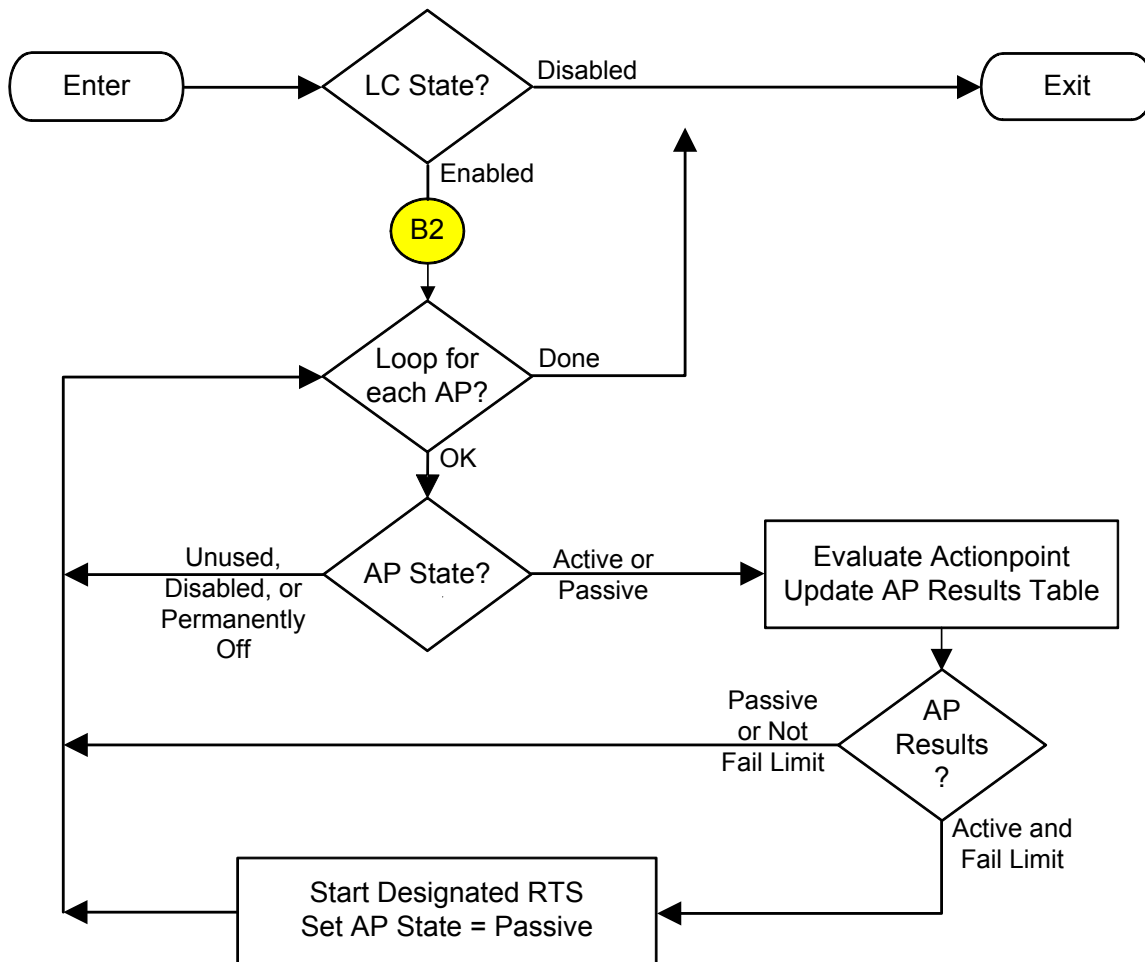 Enter
LC State?
Disabled
Exit
Enabled
B2
Loop for
each AP?
Done
OK
AP State?
Unused,
Disabled, or
Permanently
Off
Active or
Passive
Evaluate Actionpoint
Update AP Results Table
AP
Results
?
Passive
or Not
Fail Limit
Active and
Fail Limit
Start Designated RTS
Set AP State = Passive